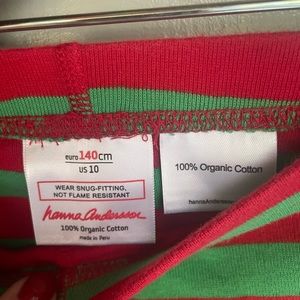 euro 140cm
US 10
WEAR SNUG-FITTING,
NOT FLAME RESISTANT
hanna Andersson
100% Organic Cotton
made in Peru
100% Organic Cotton
hannaAndersson